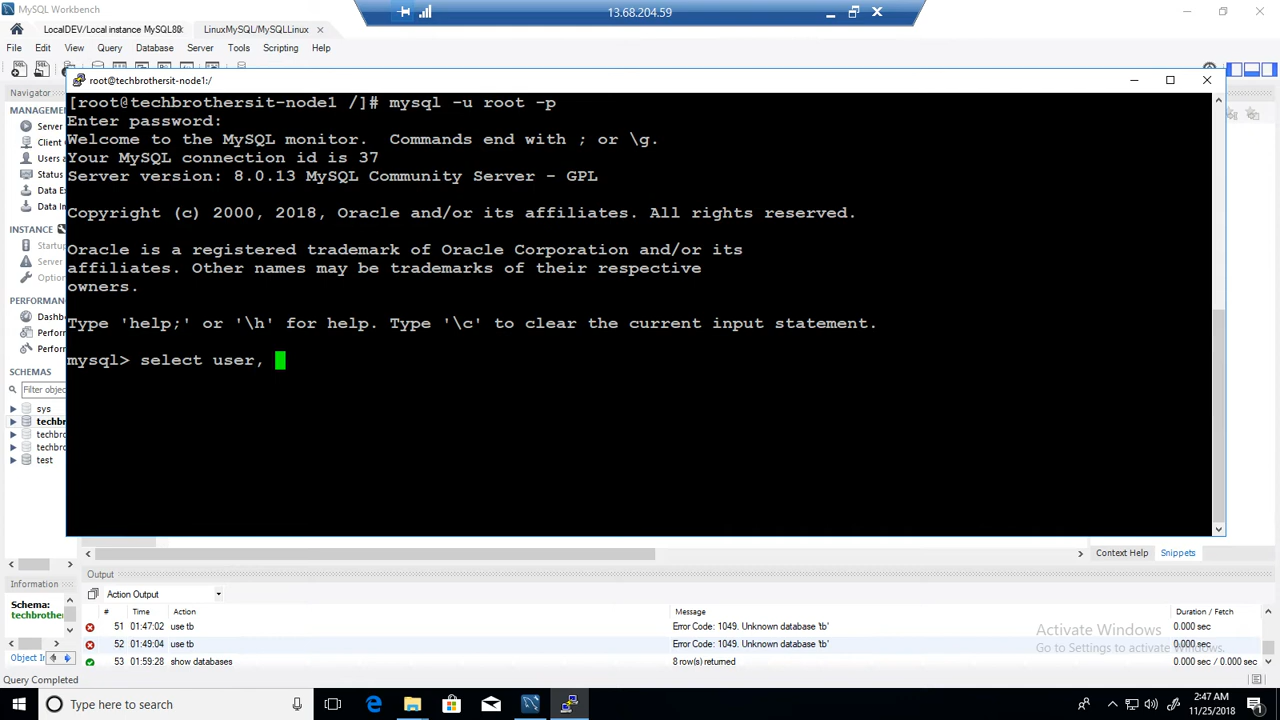 MySQL Workbench
13.68.204.59
LocalDEV/Local instance MySQL80
LinuxMySQL/MySQLLinux
File Edit View Query Database Server Tools Scripting Help
root@techbrothersit-node1:/
Navigator
MANAGEM
Server
Client
Users a
Status
Data Ex
Data In
INSTANCE
Startu
Server
Option
PERFORMA
Dashb
Perfor
Perfor
SCHEMAS
Filter objec
sys
techbr
techbro
techbro
test
[root@techbrothersit-node1 /]# mysql -u root -p
Enter password:
Welcome to the MySQL monitor.  Commands end with ; or \g.
Your MySQL connection id is 37
Server version: 8.0.13 MySQL Community Server - GPL
Copyright (c) 2000, 2018, Oracle and/or its affiliates. All rights reserved.
Oracle is a registered trademark of Oracle Corporation and/or its
affiliates. Other names may be trademarks of their respective
owners.
Type 'help;' or '\h' for help. Type '\c' to clear the current input statement.
mysql> select user,
Context Help Snippets
Information
Schema:
techbrother
Object In
Output
Action Output
# Time Action Message Duration / Fetch
51 01:47:02 use tb Error Code: 1049. Unknown database 'tb' 0.000 sec
52 01:49:04 use tb Error Code: 1049. Unknown database 'tb' 0.000 sec
53 01:59:28 show databases 8 row(s) returned 0.000 sec / 0.000 sec
Activate Windows
Go to Settings to activate Windows.
Query Completed
Type here to search
2:47 AM
11/25/2018